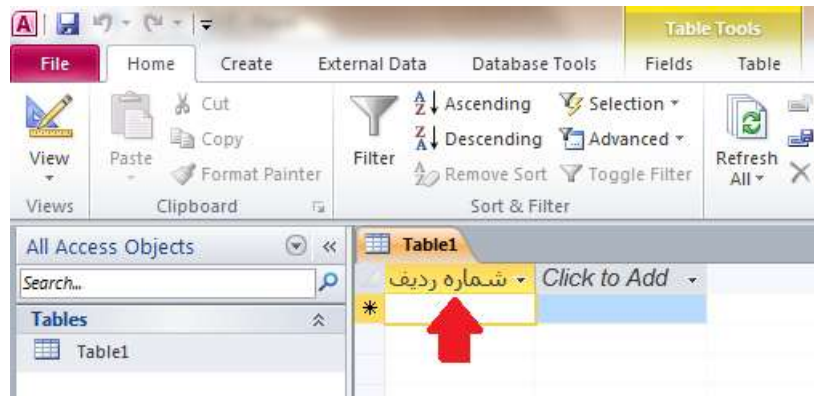 A
Table Tools
File Home Create External Data Database Tools Fields Table
View
Views
Paste
Cut
Copy
Format Painter
Clipboard
Filter
Ascending
Descending
Remove Sort
Selection
Advanced
Toggle Filter
Sort & Filter
Refresh
All
All Access Objects
Search...
Tables
Table1
Table1
شماره ردیف Click to Add